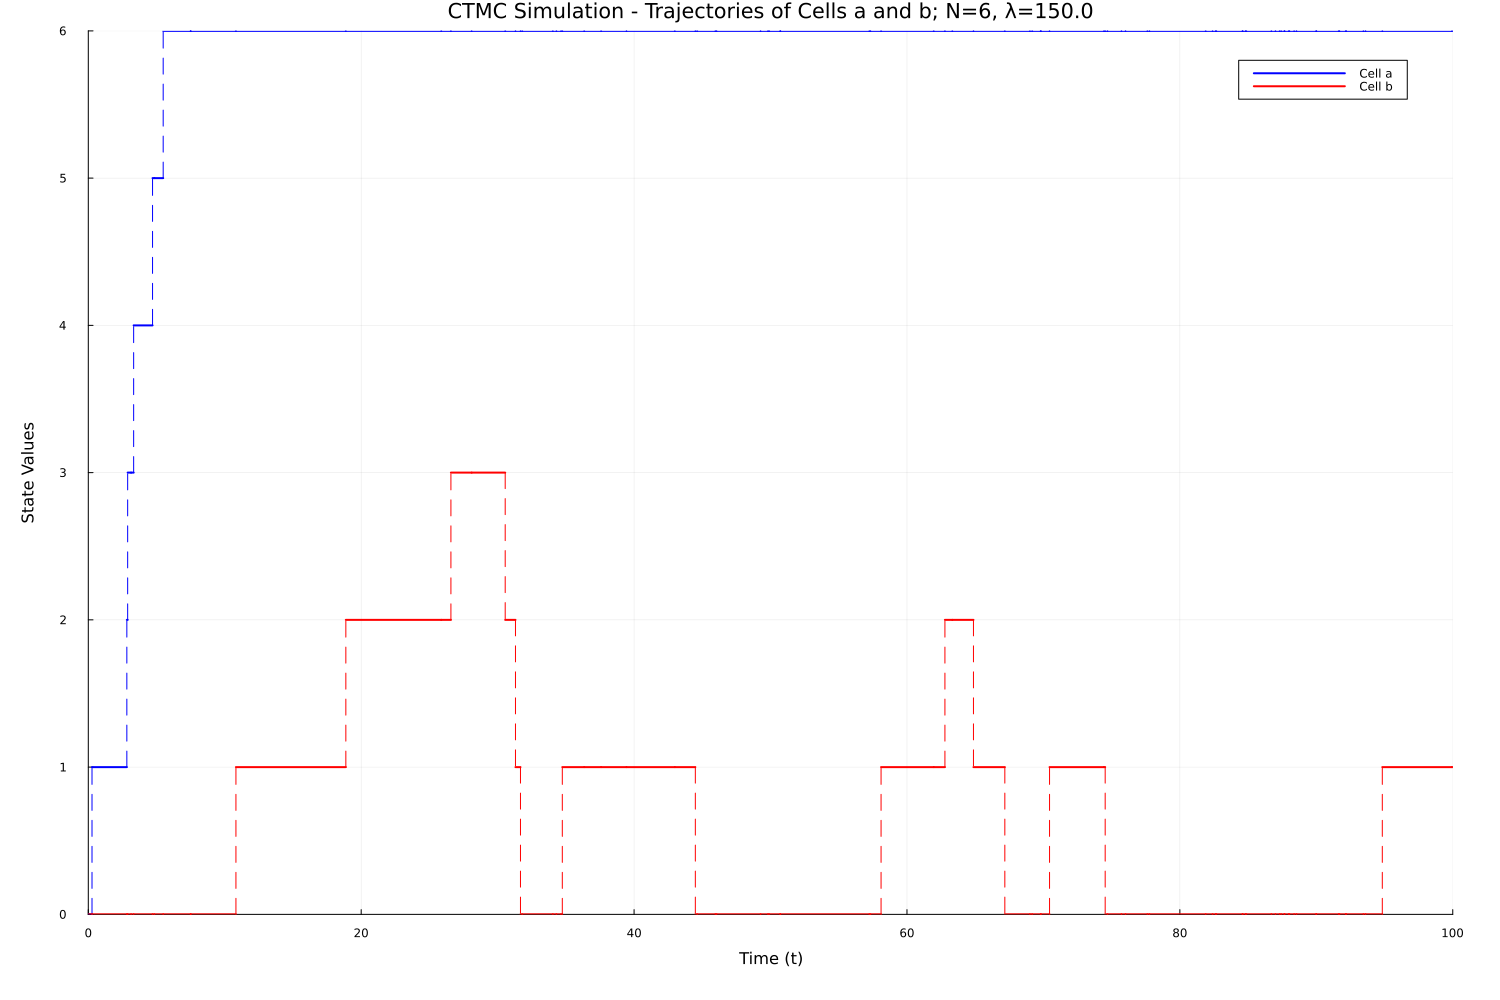 CTMC Simulation - Trajectories of Cells a and b; N=6, λ=150.0
6
Cell a
Cell b
5
4
State Values
3
2
1
0
0 20 40 60 80 100
Time (t)